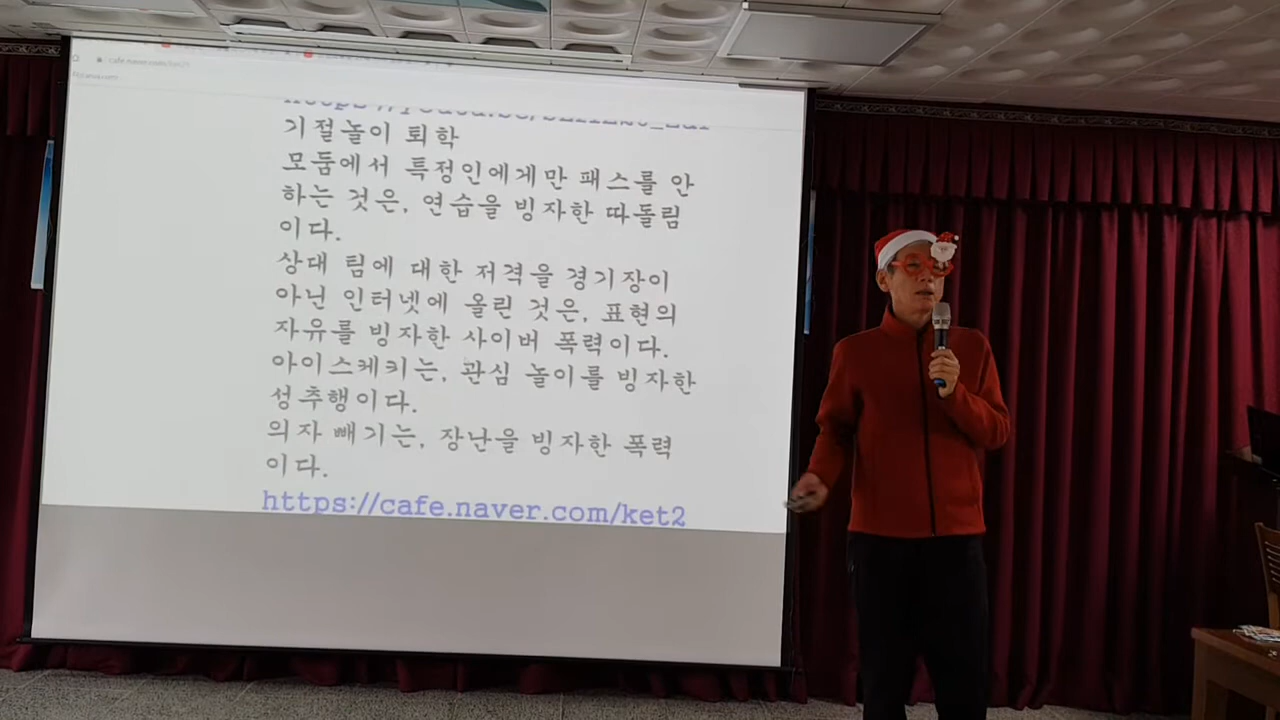 기절놀이 퇴학
모둠에서 특정인에게만 패스를 안
하는 것은, 연습을 빙자한 따돌림
이다.
상대 팀에 대한 저격을 경기장이
아닌 인터넷에 올린 것은, 표현의
자유를 빙자한 사이버 폭력이다.
아이스케키는, 관심 놀이를 빙자한
성추행이다.
의자 빼기는, 장난을 빙자한 폭력
이다.
https://cafe.naver.com/ket2